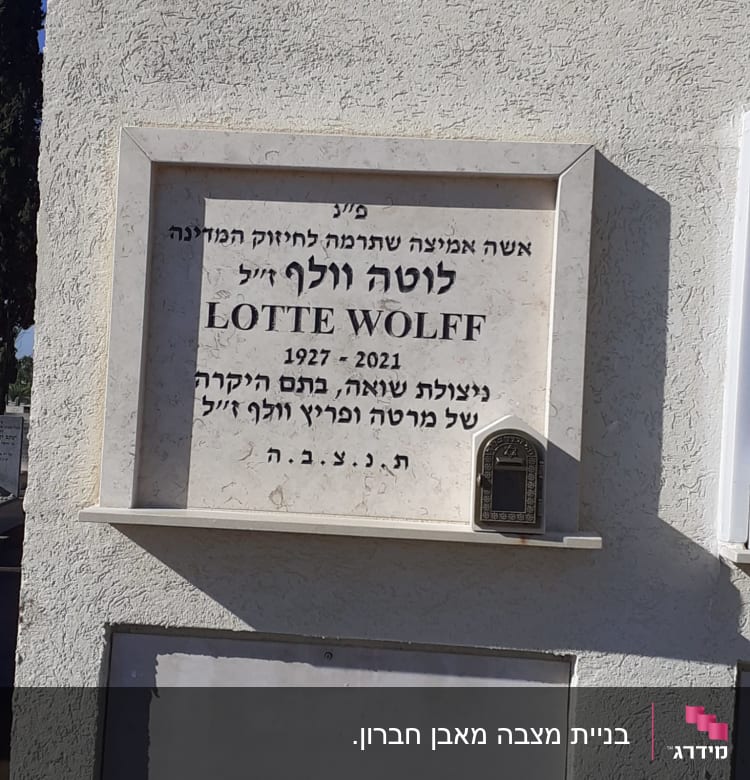 פ״נ
אשה אמיצה שתרמה לחיזוק המדינה
לוטה וולף ז״ל
LOTTE WOLFF
1927 - 2021
ניצולת שואה, בתם היקרה
של מרטה ופריץ וולף ז״ל
ת.נ.צ.ב.ה
בניית מצבה מאבן חברון.
מידרג™